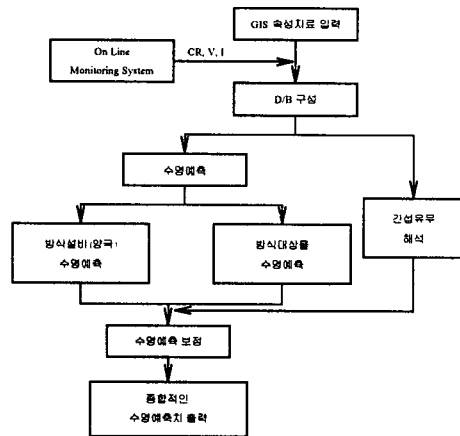 GIS 속성치료 입력
On Line
Monitoring System
CR, V, I
D/B 구성
수명예측
방식설비(양극)
수명예측
방식대상물
수명예측
간섭유무
해석
수명예측 보정
종합적인
수명예측치 출력